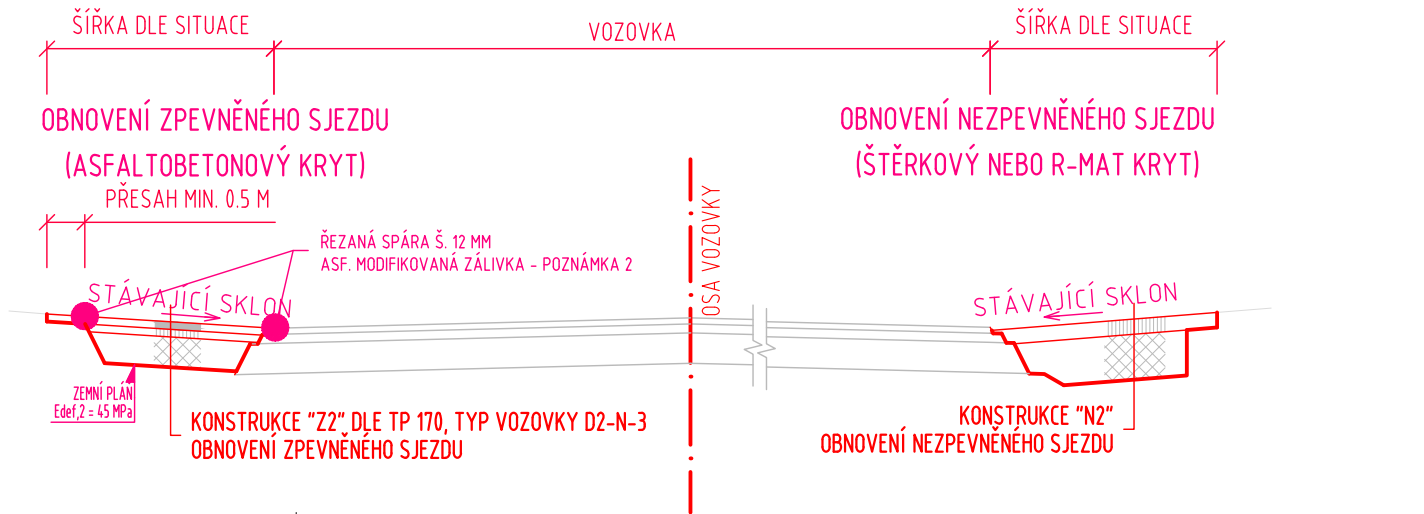 ŠÍŘKA DLE SITUACE
VOZOVKA
ŠÍŘKA DLE SITUACE
OBNOVENÍ ZPEVNĚNÉHO SJEZDU
(ASFALTOBETONOVÝ KRYT)
PŘESAH MIN. 0.5 M
OBNOVENÍ NEZPEVNĚNÉHO SJEZDU
(ŠTĚRKOVÝ NEBO R-MAT KRYT)
OSA VOZOVKY
ŘEZANÁ SPÁRA Š. 12 MM
ASF. MODIFIKOVANÁ ZÁLIVKA - POZNÁMKA 2
STÁVAJÍCÍ SKLON
STÁVAJÍCÍ SKLON
ZEMNÍ PLÁN
Edef,2 = 45 MPa
KONSTRUKCE "Z2" DLE TP 170, TYP VOZOVKY D2-N-3
OBNOVENÍ ZPEVNĚNÉHO SJEZDU
KONSTRUKCE "N2"
OBNOVENÍ NEZPEVNĚNÉHO SJEZDU